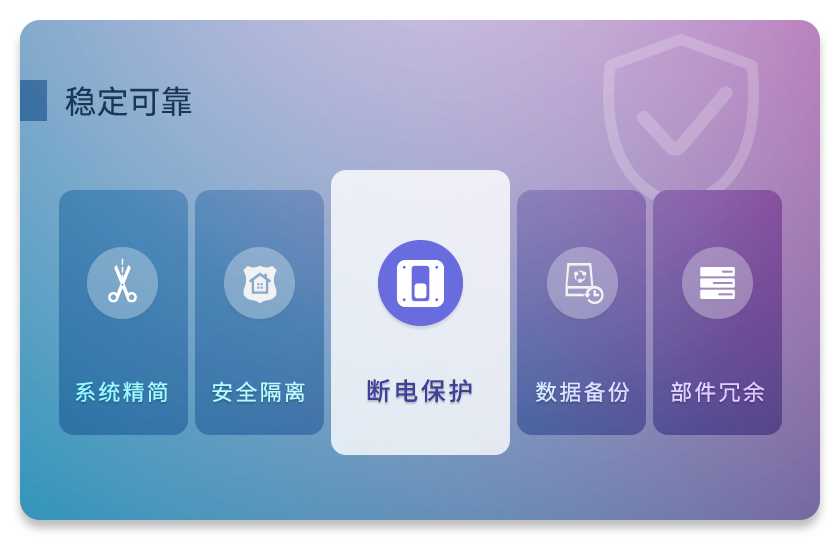 稳定可靠
系统精简
安全隔离
断电保护
数据备份
部件冗余